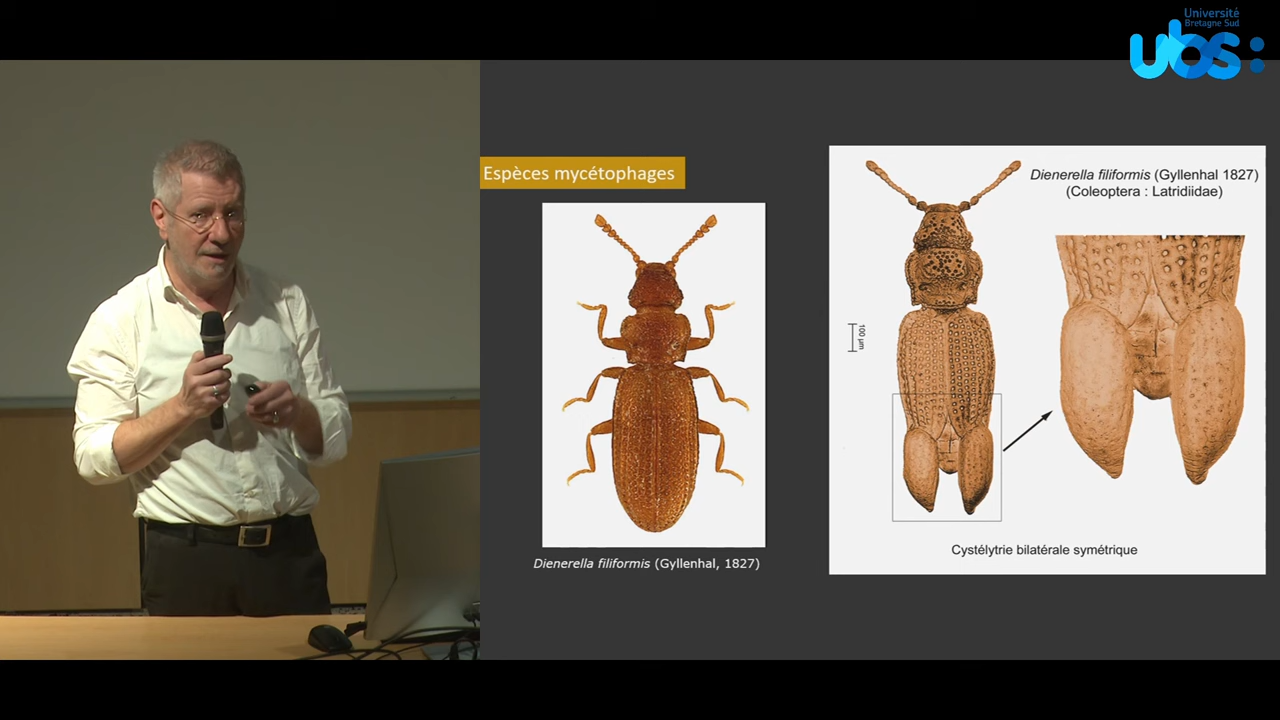 Université
Bretagne Sud
ubs:
Espèces mycétophages
Dienerella filiformis (Gyllenhal, 1827)
Dienerella filiformis (Gyllenhal 1827)
(Coleoptera : Latridiidae)
100 µm
Cystélytrie bilatérale symétrique